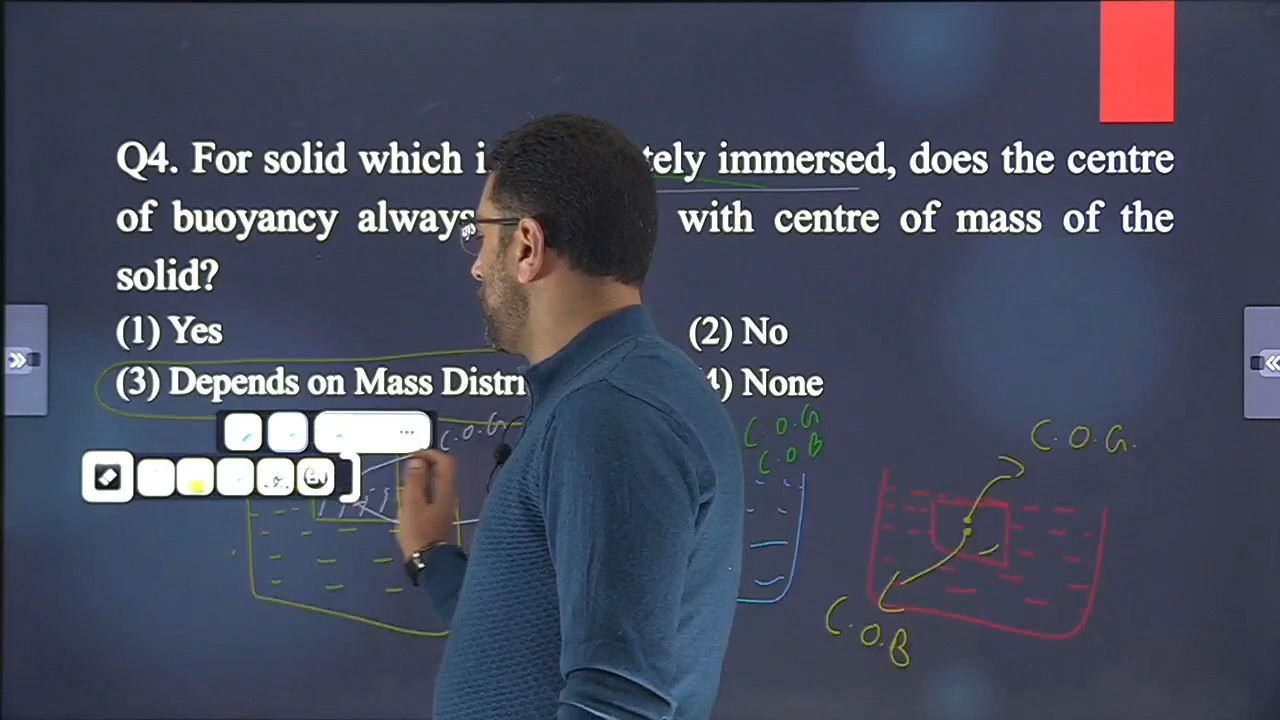 Q4. For solid which tely immersed, does the centre
of buoyancy always with centre of mass of the
solid?
(1) Yes (2) No
(3) Depends on Mass 4) None
C.O.G
C.O.G
C.O.B
C.O.G.
C.O.B